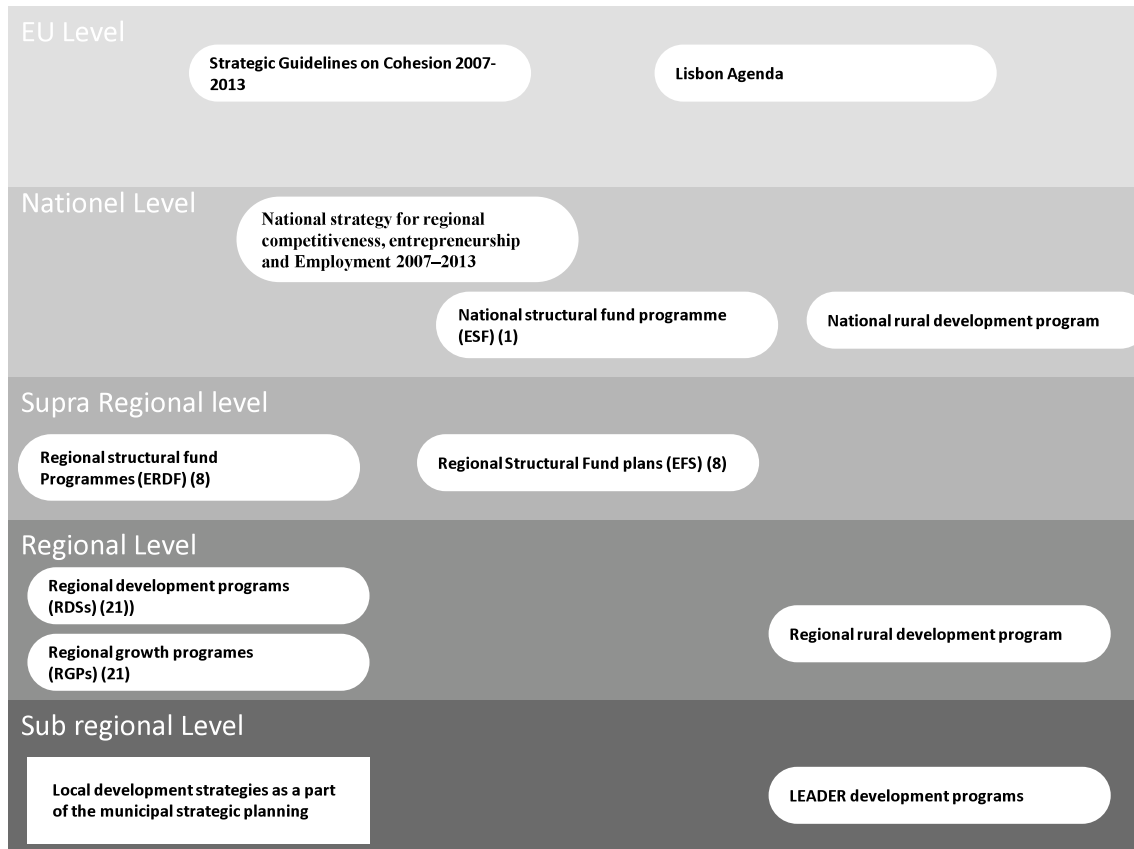 EU Level
Strategic Guidelines on Cohesion 2007-
2013
Lisbon Agenda
Nationel Level
National strategy for regional
competitiveness, entrepreneurship
and Employment 2007–2013
National structural fund programme
(ESF) (1)
National rural development program
Supra Regional level
Regional structural fund
Programmes (ERDF) (8)
Regional Structural Fund plans (EFS) (8)
Regional Level
Regional development programs
(RDSs) (21))
Regional growth programes
(RGPs) (21)
Regional rural development program
Sub regional Level
Local development strategies as a part
of the municipal strategic planning
LEADER development programs